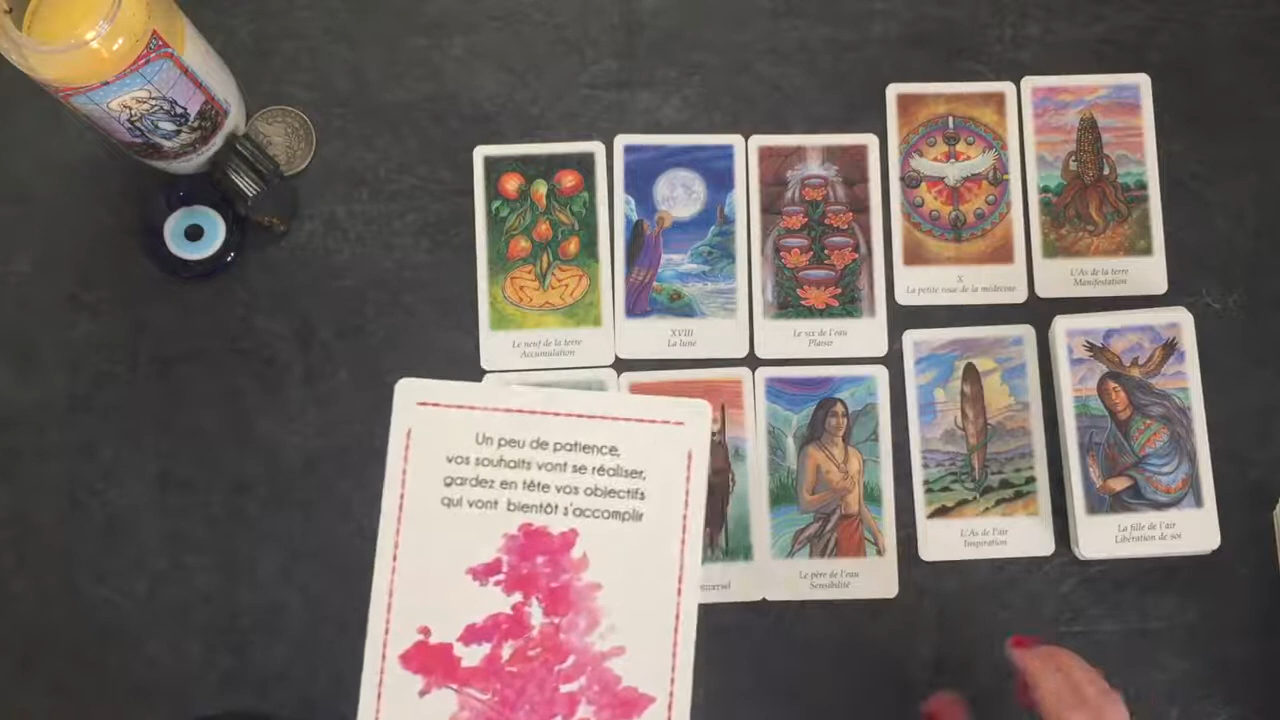 Le neuf de la terre
Accumulation
XVIII
La lune
Le six de l'eau
Plaisir
X
La petite roue de la médecine
L'As de la terre
Manifestation
Un peu de patience,
vos souhaits vont se réaliser,
gardez en tête vos objectifs
qui vont bientôt s'accomplir
Le père de l'eau
Sensibilité
L'As de l'air
Inspiration
La fille de l'air
Libération de soi